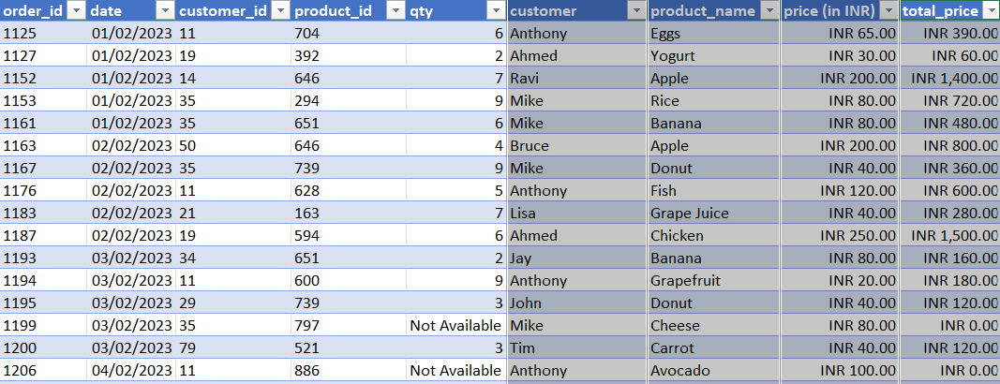 order_id date customer_id product_id qty customer product_name price (in INR) total_price
1125 01/02/2023 11 704 6 Anthony Eggs INR 65.00 INR 390.00
1127 01/02/2023 19 392 2 Ahmed Yogurt INR 30.00 INR 60.00
1152 01/02/2023 14 646 7 Ravi Apple INR 200.00 INR 1,400.00
1153 01/02/2023 35 294 9 Mike Rice INR 80.00 INR 720.00
1161 01/02/2023 35 651 6 Mike Banana INR 80.00 INR 480.00
1163 02/02/2023 50 646 4 Bruce Apple INR 200.00 INR 800.00
1167 02/02/2023 35 739 9 Mike Donut INR 40.00 INR 360.00
1176 02/02/2023 11 628 5 Anthony Fish INR 120.00 INR 600.00
1183 02/02/2023 21 163 7 Lisa Grape Juice INR 40.00 INR 280.00
1187 02/02/2023 19 594 6 Ahmed Chicken INR 250.00 INR 1,500.00
1193 03/02/2023 34 651 2 Jay Banana INR 80.00 INR 160.00
1194 03/02/2023 11 600 9 Anthony Grapefruit INR 20.00 INR 180.00
1195 03/02/2023 29 739 3 John Donut INR 40.00 INR 120.00
1199 03/02/2023 35 797 Not Available Mike Cheese INR 80.00 INR 0.00
1200 03/02/2023 79 521 3 Tim Carrot INR 40.00 INR 120.00
1206 04/02/2023 11 886 Not Available Anthony Avocado INR 100.00 INR 0.00